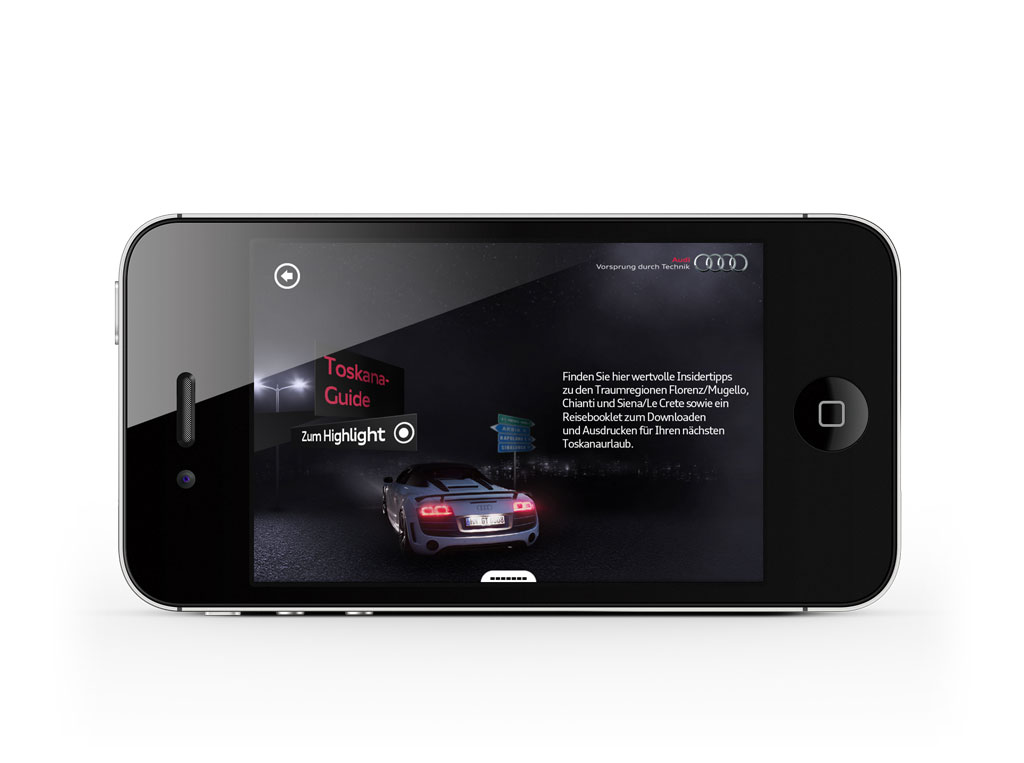 Audi
Vorsprung durch Technik
Toskana-
Guide
Zum Highlight
Finden Sie hier wertvolle Insidertipps
zu den Traumregionen Florenz/Mugello,
Chianti und Siena/Le Crete sowie ein
Reisebooklet zum Downloaden
und Ausdrucken für Ihren nächsten
Toskanaurlaub.